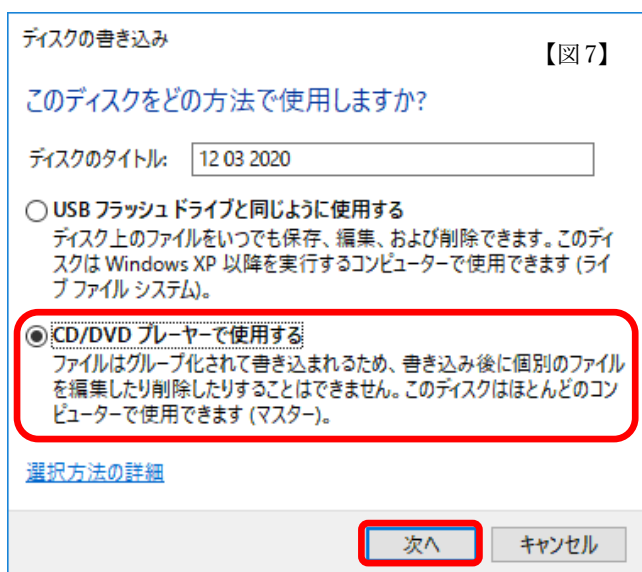 ディスクの書き込み
【図 7】
このディスクをどの方法で使用しますか?
ディスクのタイトル: 12 03 2020
USB フラッシュ ドライブと同じように使用する
ディスク上のファイルをいつでも保存、編集、および削除できます。このディ
スクは Windows XP 以降を実行するコンピューターで使用できます (ライ
ブ ファイル システム)。
CD/DVD プレーヤーで使用する
ファイルはグループ化されて書き込まれるため、書き込み後に個別のファイル
を編集したり削除したりすることはできません。このディスクはほとんどのコン
ピューターで使用できます (マスター)。
選択方法の詳細
次へ キャンセル